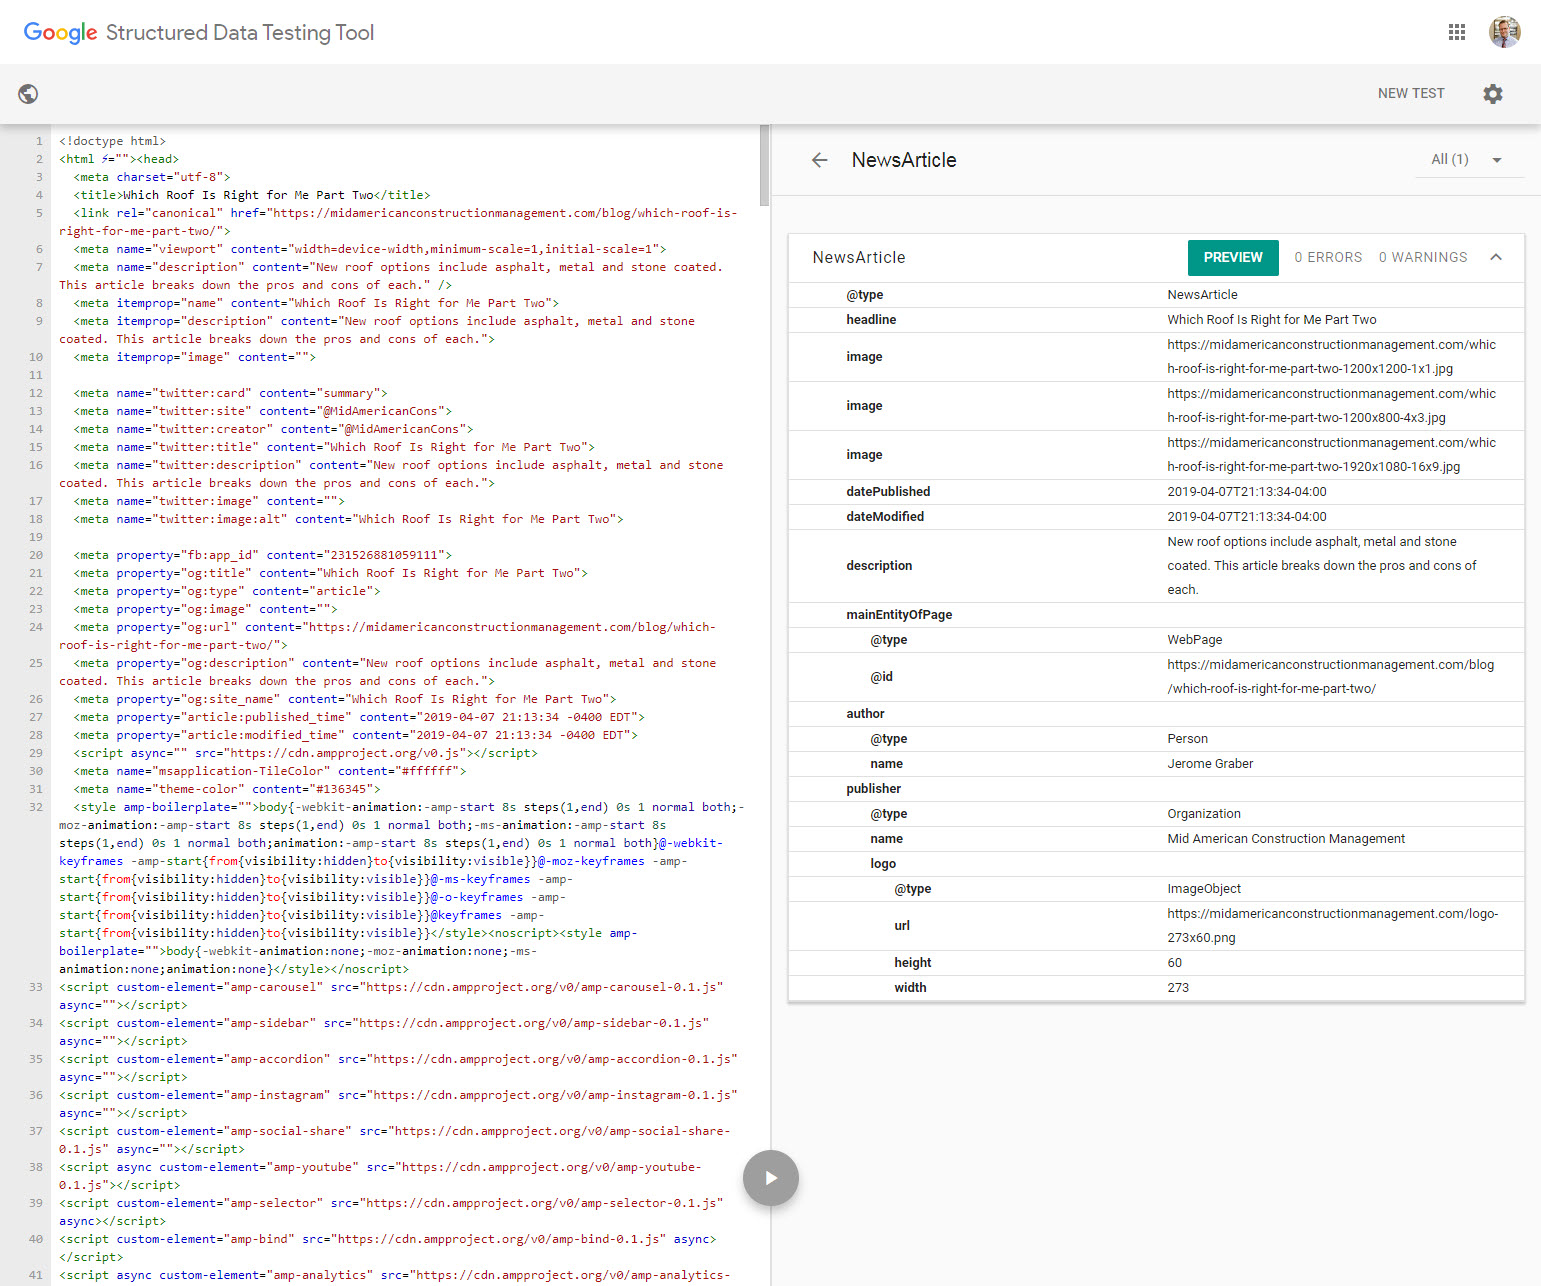 Google Structured Data Testing Tool
NEW TEST
1 <!doctype html>
2 <html ⚡=""><head>
3 <meta charset="utf-8">
4 <title>Which Roof Is Right for Me Part Two</title>
5 <link rel="canonical" href="https://midamericanconstructionmanagement.com/blog/which-roof-is-
right-for-me-part-two/">
6 <meta name="viewport" content="width=device-width,minimum-scale=1,initial-scale=1">
7 <meta name="description" content="New roof options include asphalt, metal and stone coated.
This article breaks down the pros and cons of each." />
8 <meta itemprop="name" content="Which Roof Is Right for Me Part Two">
9 <meta itemprop="description" content="New roof options include asphalt, metal and stone
coated. This article breaks down the pros and cons of each.">
10 <meta itemprop="image" content="">
11
12 <meta name="twitter:card" content="summary">
13 <meta name="twitter:site" content="@MidAmericanCons">
14 <meta name="twitter:creator" content="@MidAmericanCons">
15 <meta name="twitter:title" content="Which Roof Is Right for Me Part Two">
16 <meta name="twitter:description" content="New roof options include asphalt, metal and stone
coated. This article breaks down the pros and cons of each.">
17 <meta name="twitter:image" content="">
18 <meta name="twitter:image:alt" content="Which Roof Is Right for Me Part Two">
19
20 <meta property="fb:app_id" content="231526881059111">
21 <meta property="og:title" content="Which Roof Is Right for Me Part Two">
22 <meta property="og:type" content="article">
23 <meta property="og:image" content="">
24 <meta property="og:url" content="https://midamericanconstructionmanagement.com/blog/which-
roof-is-right-for-me-part-two/">
25 <meta property="og:description" content="New roof options include asphalt, metal and stone
coated. This article breaks down the pros and cons of each.">
26 <meta property="og:site_name" content="Which Roof Is Right for Me Part Two">
27 <meta property="article:published_time" content="2019-04-07 21:13:34 -0400 EDT">
28 <meta property="article:modified_time" content="2019-04-07 21:13:34 -0400 EDT">
29 <script async="" src="https://cdn.ampproject.org/v0.js"></script>
30 <meta name="msapplication-TileColor" content="#ffffff">
31 <meta name="theme-color" content="#136345">
32 <style amp-boilerplate="">body{-webkit-animation:-amp-start 8s steps(1,end) 0s 1 normal both;-
moz-animation:-amp-start 8s steps(1,end) 0s 1 normal both;-ms-animation:-amp-start 8s
steps(1,end) 0s 1 normal both;animation:-amp-start 8s steps(1,end) 0s 1 normal both}@-webkit-
keyframes -amp-start{from{visibility:hidden}to{visibility:visible}}@-moz-keyframes -amp-
start{from{visibility:hidden}to{visibility:visible}}@-ms-keyframes -amp-
start{from{visibility:hidden}to{visibility:visible}}@-o-keyframes -amp-
start{from{visibility:hidden}to{visibility:visible}}@keyframes -amp-
start{from{visibility:hidden}to{visibility:visible}}</style><noscript><style amp-
boilerplate="">body{-webkit-animation:none;-moz-animation:none;-ms-
animation:none;animation:none}</style></noscript>
33 <script custom-element="amp-carousel" src="https://cdn.ampproject.org/v0/amp-carousel-0.1.js"
async=""></script>
34 <script custom-element="amp-sidebar" src="https://cdn.ampproject.org/v0/amp-sidebar-0.1.js"
async=""></script>
35 <script custom-element="amp-accordion" src="https://cdn.ampproject.org/v0/amp-accordion-0.1.js"
async=""></script>
36 <script custom-element="amp-instagram" src="https://cdn.ampproject.org/v0/amp-instagram-0.1.js"
async=""></script>
37 <script custom-element="amp-social-share" src="https://cdn.ampproject.org/v0/amp-social-share-
0.1.js" async=""></script>
38 <script async custom-element="amp-youtube" src="https://cdn.ampproject.org/v0/amp-youtube-
0.1.js"></script>
39 <script custom-element="amp-selector" src="https://cdn.ampproject.org/v0/amp-selector-0.1.js"
async></script>
40 <script custom-element="amp-bind" src="https://cdn.ampproject.org/v0/amp-bind-0.1.js" async>
</script>
41 <script async custom-element="amp-analytics" src="https://cdn.ampproject.org/v0/amp-analytics-
NewsArticle
All (1)
NewsArticle PREVIEW 0 ERRORS 0 WARNINGS
@type NewsArticle
headline Which Roof Is Right for Me Part Two
image https://midamericanconstructionmanagement.com/whic
h-roof-is-right-for-me-part-two-1200x1200-1x1.jpg
image https://midamericanconstructionmanagement.com/whic
h-roof-is-right-for-me-part-two-1200x800-4x3.jpg
image https://midamericanconstructionmanagement.com/whic
h-roof-is-right-for-me-part-two-1920x1080-16x9.jpg
datePublished 2019-04-07T21:13:34-04:00
dateModified 2019-04-07T21:13:34-04:00
description New roof options include asphalt, metal and stone
coated. This article breaks down the pros and cons of
each.
mainEntityOfPage
@type WebPage
@id https://midamericanconstructionmanagement.com/blog
/which-roof-is-right-for-me-part-two/
author
@type Person
name Jerome Graber
publisher
@type Organization
name Mid American Construction Management
logo
@type ImageObject
url https://midamericanconstructionmanagement.com/logo-
273x60.png
height 60
width 273